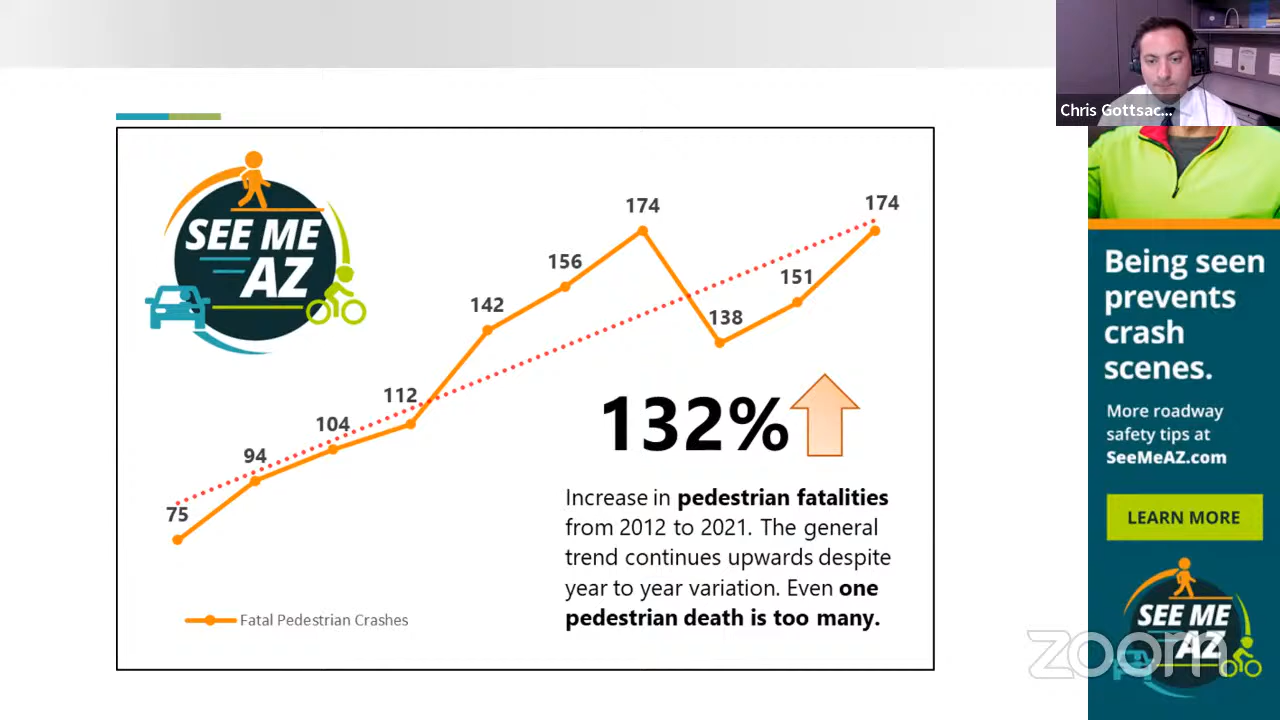 Chris Gottsac...
SEE ME
AZ
75
94
104
112
142
156
174
138
151
174
132%
Increase in pedestrian fatalities
from 2012 to 2021. The general
trend continues upwards despite
year to year variation. Even one
pedestrian death is too many.
Fatal Pedestrian Crashes
Being seen
prevents
crash
scenes.
More roadway
safety tips at
SeeMeAZ.com
LEARN MORE
SEE ME
AZ
zoom